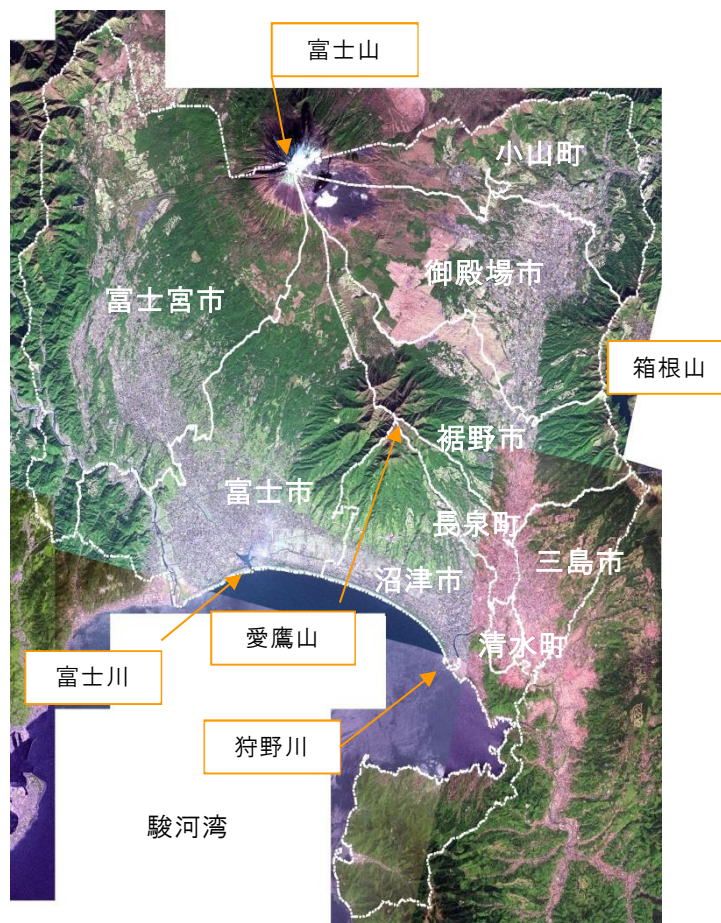 富士山
小山町
御殿場市
富士宮市
箱根山
裾野市
富士市
長泉町
三島市
沼津市
愛鷹山
清水町
富士川
狩野川
駿河湾